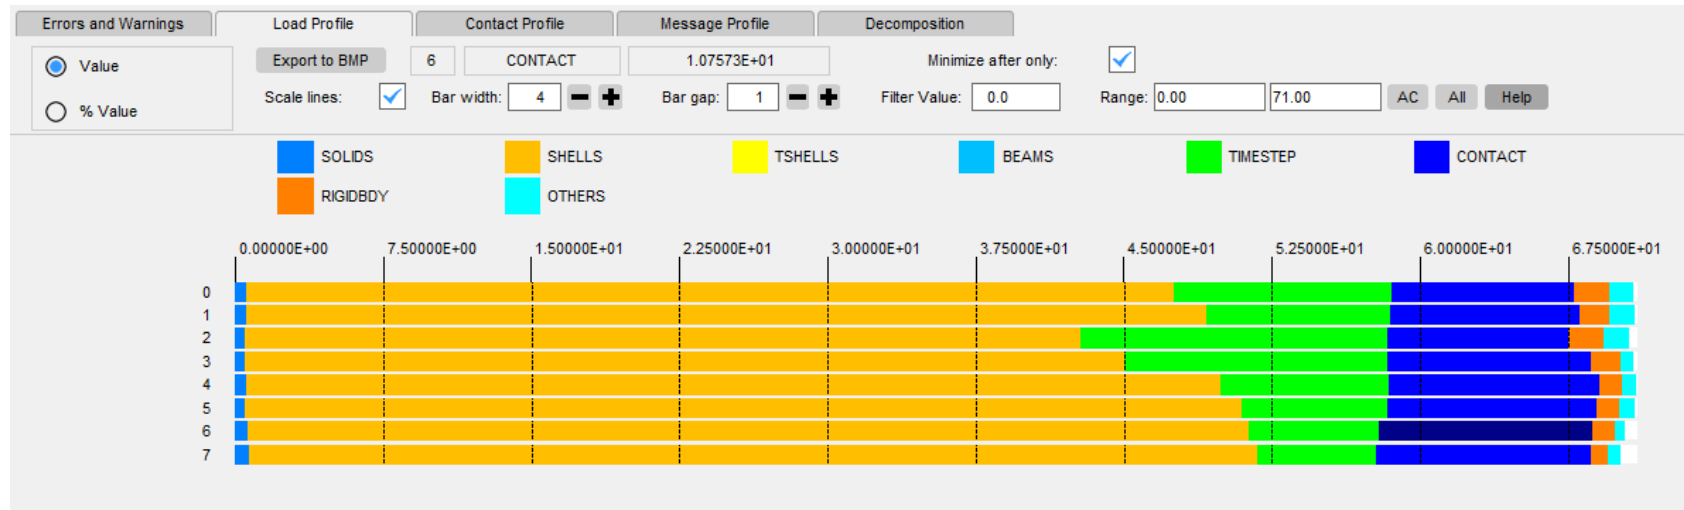 Errors and Warnings Load Profile Contact Profile Message Profile Decomposition
Value Export to BMP 6 CONTACT 1.07573E+01 Minimize after only:
% Value Scale lines: Bar width: 4 Bar gap: 1 Filter Value: 0.0 Range: 0.00 71.00 AC All Help
SOLIDS SHELLS TSHELLS BEAMS TIMESTEP CONTACT
RIGIDBDY OTHERS
0.00000E+00 7.50000E+00 1.50000E+01 2.25000E+01 3.00000E+01 3.75000E+01 4.50000E+01 5.25000E+01 6.00000E+01 6.75000E+01
0
1
2
3
4
5
6
7